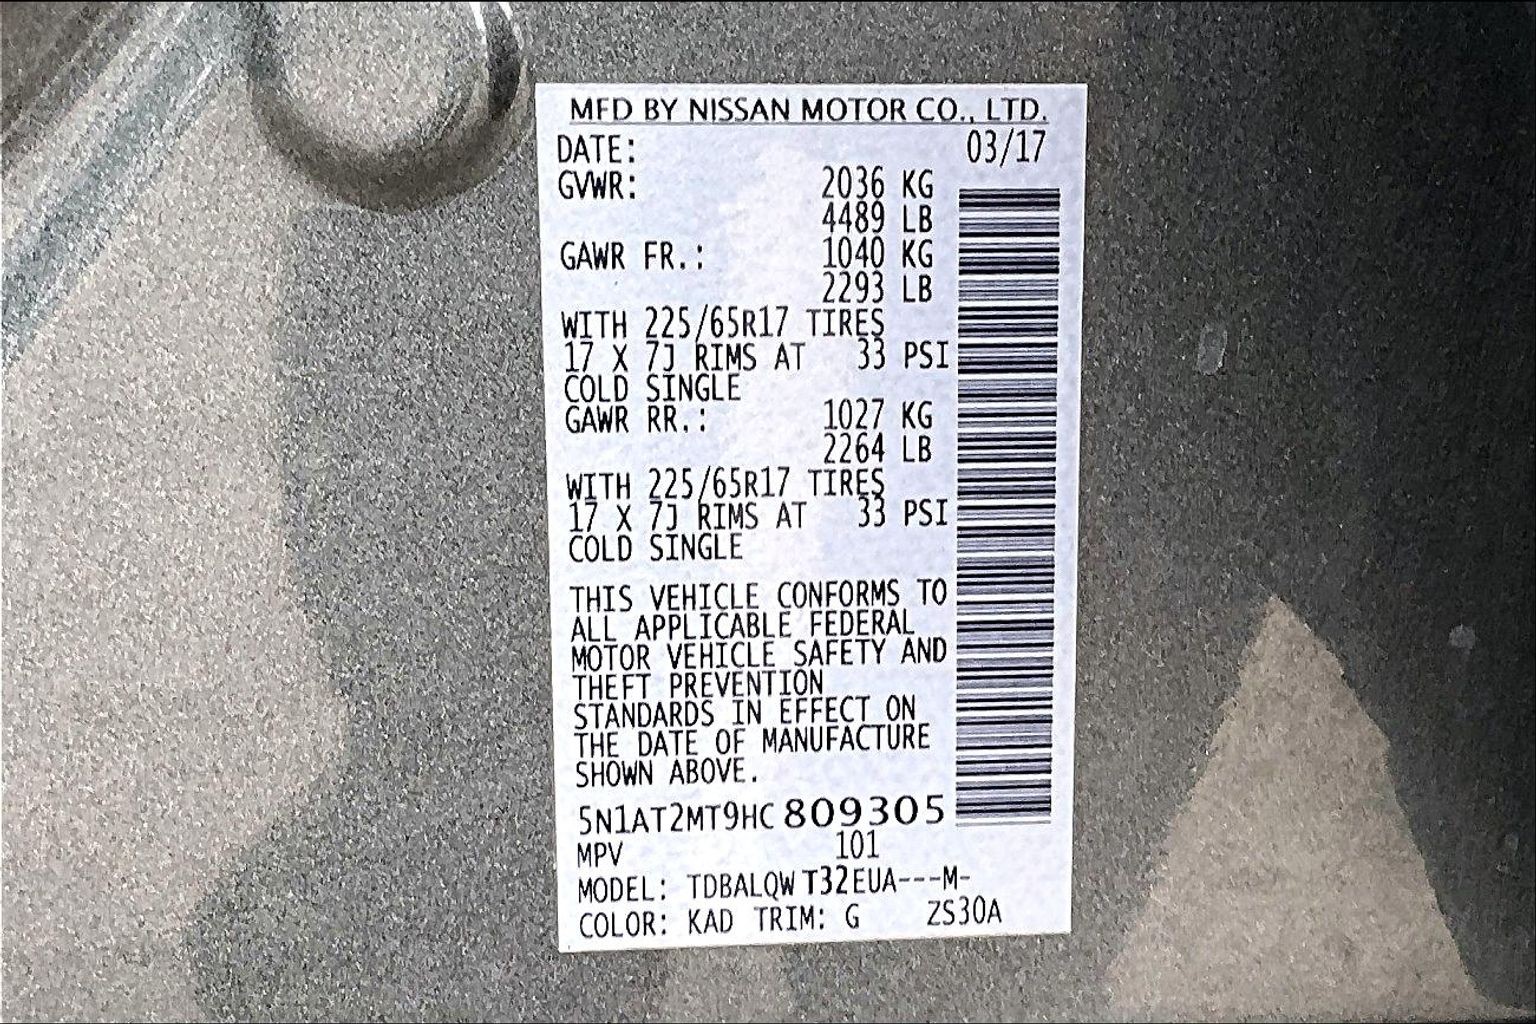 MFD BY NISSAN MOTOR CO., LTD.
DATE: 03/17
GVWR: 2036 KG
4489 LB
GAWR FR.: 1040 KG
2293 LB
WITH 225/65R17 TIRES
17 X 7J RIMS AT 33 PSI
COLD SINGLE
GAWR RR.: 1027 KG
2264 LB
WITH 225/65R17 TIRES
17 X 7J RIMS AT 33 PSI
COLD SINGLE
THIS VEHICLE CONFORMS TO
ALL APPLICABLE FEDERAL
MOTOR VEHICLE SAFETY AND
THEFT PREVENTION
STANDARDS IN EFFECT ON
THE DATE OF MANUFACTURE
SHOWN ABOVE.
5N1AT2MT9HC809305
MPV 101
MODEL: TDBALQW T32EUA---M-
COLOR: KAD TRIM: G ZS30A